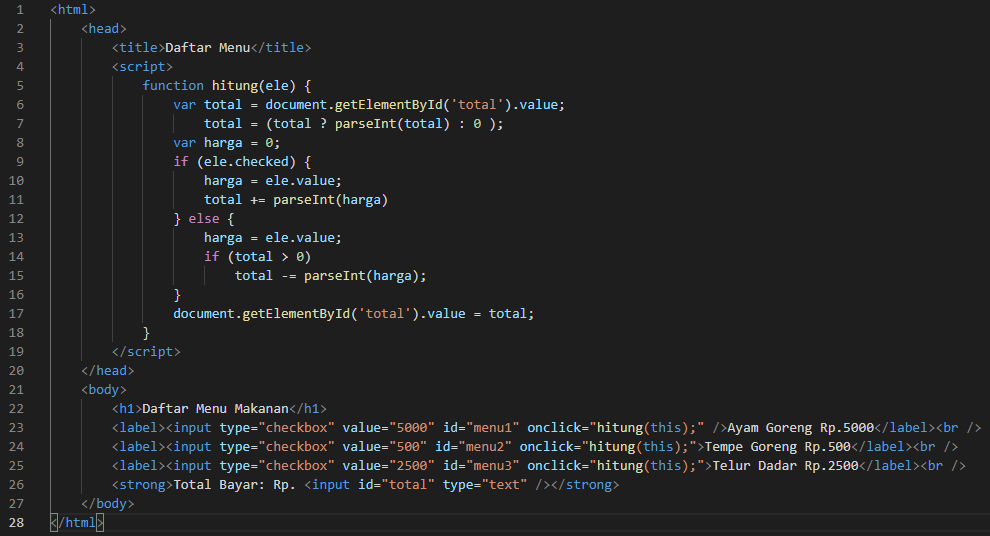 1 <html>
2 <head>
3 <title>Daftar Menu</title>
4 <script>
5 function hitung(ele) {
6 var total = document.getElementById('total').value;
7 total = (total ? parseInt(total) : 0 );
8 var harga = 0;
9 if (ele.checked) {
10 harga = ele.value;
11 total += parseInt(harga)
12 } else {
13 harga = ele.value;
14 if (total > 0)
15 total -= parseInt(harga);
16 }
17 document.getElementById('total').value = total;
18 }
19 </script>
20 </head>
21 <body>
22 <h1>Daftar Menu Makanan</h1>
23 <label><input type="checkbox" value="5000" id="menu1" onclick="hitung(this);" />Ayam Goreng Rp.5000</label><br />
24 <label><input type="checkbox" value="500" id="menu2" onclick="hitung(this);">Tempe Goreng Rp.500</label><br />
25 <label><input type="checkbox" value="2500" id="menu3" onclick="hitung(this);">Telur Dadar Rp.2500</label><br />
26 <strong>Total Bayar: Rp. <input id="total" type="text" /></strong>
27 </body>
28 </html>